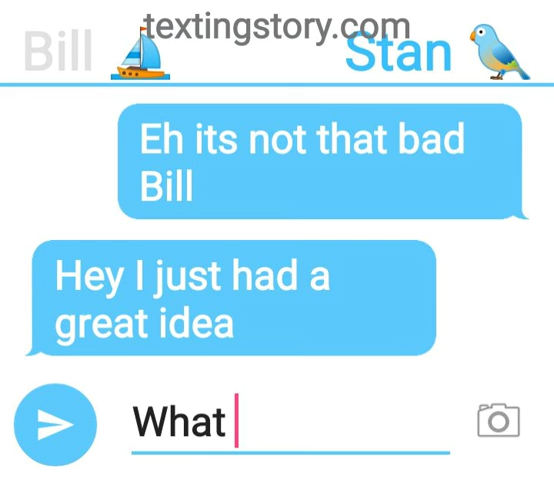 textingstory.com
Bill
Stan
Eh its not that bad
Bill
Hey I just had a
great idea
What